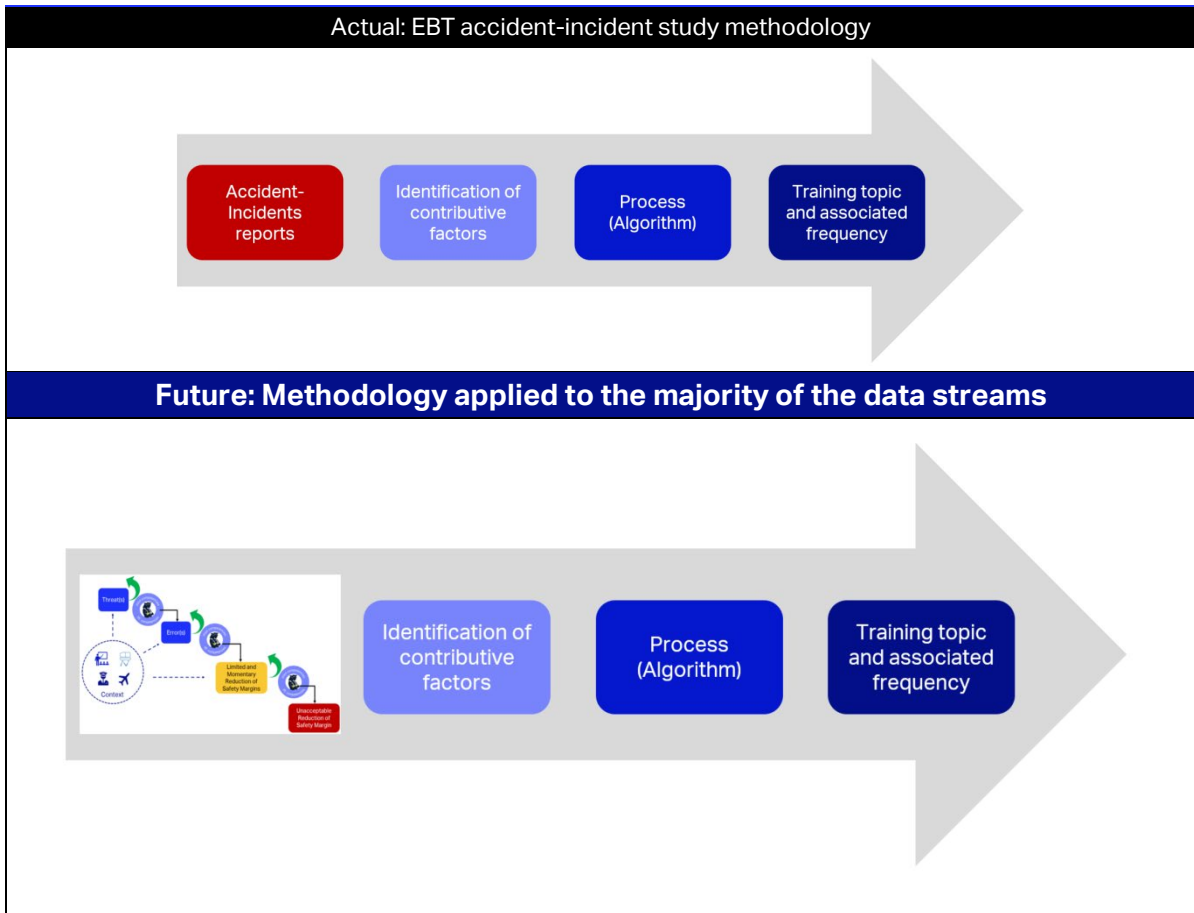 Actual: EBT accident-incident study methodology
Accident-
Incidents
reports
Identification of
contributive
factors
Process
(Algorithm)
Training topic
and associated
frequency
Future: Methodology applied to the majority of the data streams
Threat(s)
Error(s)
Limited and
Momentary
Reduction of
Safety Margins
Context
Unacceptable
Reduction of
Safety Margin
Identification of
contributive
factors
Process
(Algorithm)
Training topic
and associated
frequency